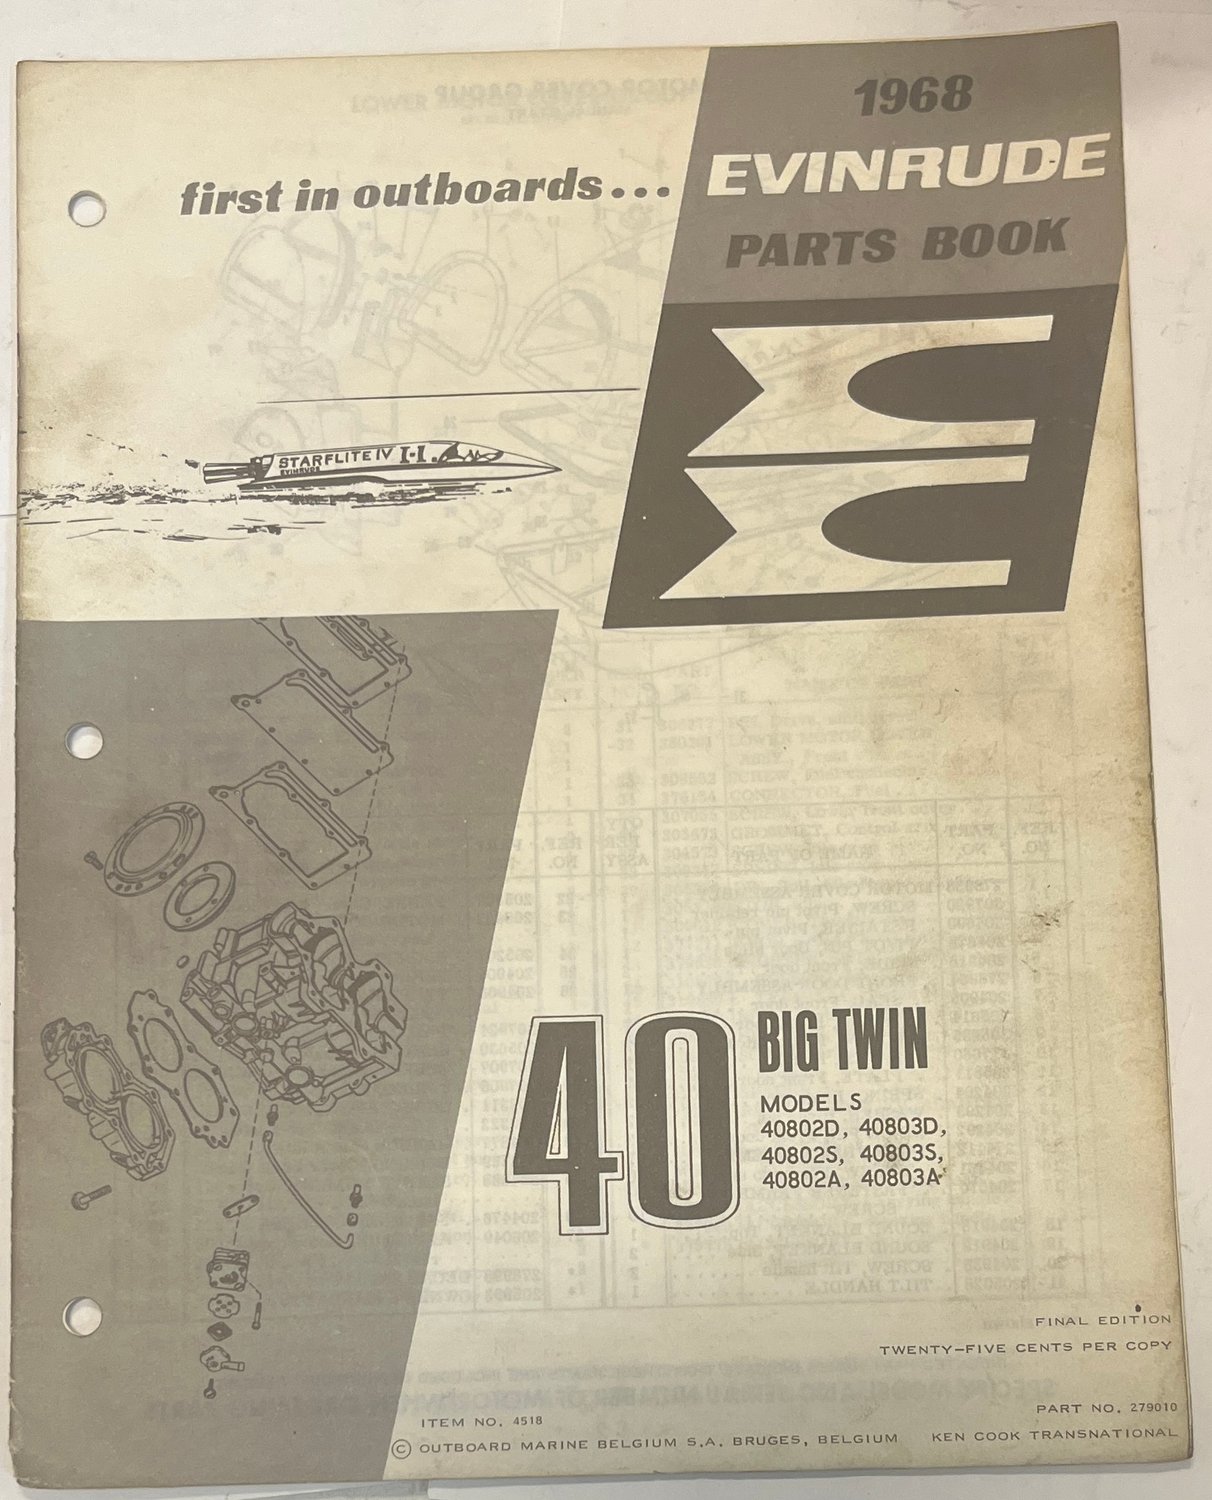 1968
first in outboards... EVINRUDE
PARTS BOOK
STARFLITE IV I-I.
EVINRUDE
40 BIG TWIN
MODELS
40802D, 40803D,
40802S, 40803S,
40802A, 40803A
FINAL EDITION
TWENTY-FIVE CENTS PER COPY
ITEM NO. 4518
PART NO. 279010
© OUTBOARD MARINE BELGIUM S.A. BRUGES, BELGIUM KEN COOK TRANSNATIONAL